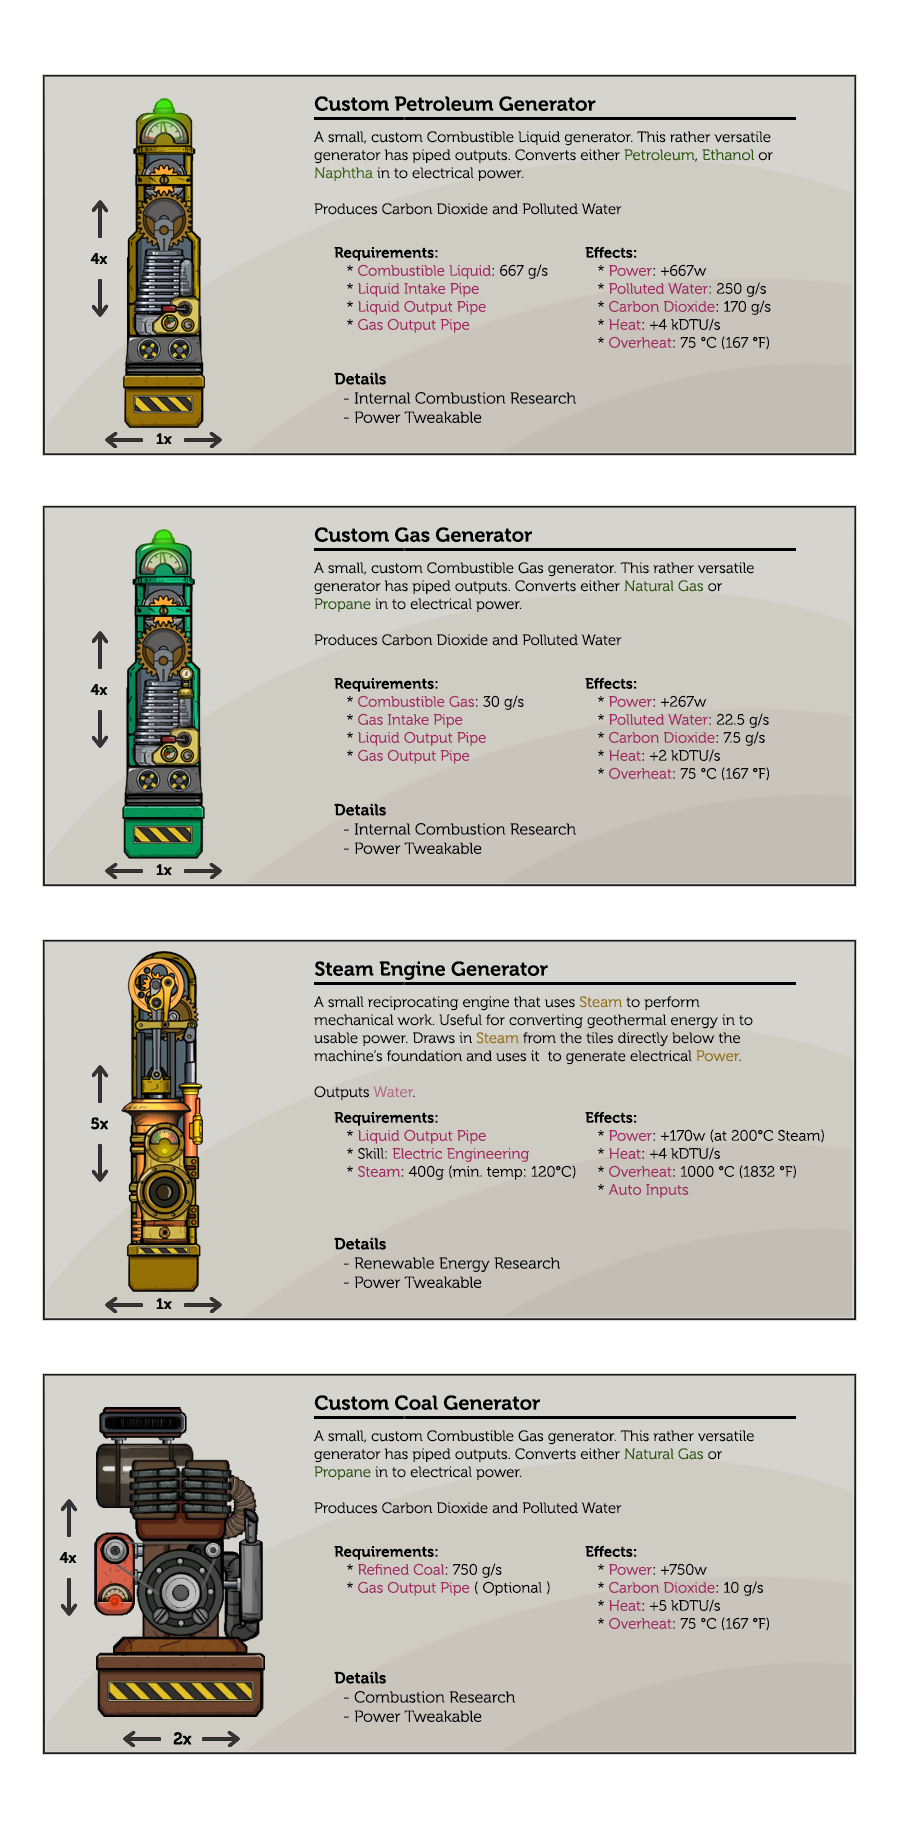 Custom Petroleum Generator
A small, custom Combustible Liquid generator. This rather versatile
generator has piped outputs. Converts either Petroleum, Ethanol or
Naphtha in to electrical power.
Produces Carbon Dioxide and Polluted Water
4x
1x
Requirements:
* Combustible Liquid: 667 g/s
* Liquid Intake Pipe
* Liquid Output Pipe
* Gas Output Pipe
Effects:
* Power: +667w
* Polluted Water: 250 g/s
* Carbon Dioxide: 170 g/s
* Heat: +4 kDTU/s
* Overheat: 75 °C (167 °F)
Details
- Internal Combustion Research
- Power Tweakable
Custom Gas Generator
A small, custom Combustible Gas generator. This rather versatile
generator has piped outputs. Converts either Natural Gas or
Propane in to electrical power.
Produces Carbon Dioxide and Polluted Water
4x
1x
Requirements:
* Combustible Gas: 30 g/s
* Gas Intake Pipe
* Liquid Output Pipe
* Gas Output Pipe
Effects:
* Power: +267w
* Polluted Water: 22.5 g/s
* Carbon Dioxide: 7.5 g/s
* Heat: +2 kDTU/s
* Overheat: 75 °C (167 °F)
Details
- Internal Combustion Research
- Power Tweakable
Steam Engine Generator
A small reciprocating engine that uses Steam to perform
mechanical work. Useful for converting geothermal energy in to
usable power. Draws in Steam from the tiles directly below the
machine's foundation and uses it to generate electrical Power.
Outputs Water.
5x
1x
Requirements:
* Liquid Output Pipe
* Skill: Electric Engineering
* Steam: 400g (min. temp: 120°C)
Effects:
* Power: +170w (at 200°C Steam)
* Heat: +4 kDTU/s
* Overheat: 1000 °C (1832 °F)
* Auto Inputs
Details
- Renewable Energy Research
- Power Tweakable
Custom Coal Generator
A small, custom Combustible Gas generator. This rather versatile
generator has piped outputs. Converts either Natural Gas or
Propane in to electrical power.
Produces Carbon Dioxide and Polluted Water
4x
2x
Requirements:
* Refined Coal: 750 g/s
* Gas Output Pipe ( Optional )
Effects:
* Power: +750w
* Carbon Dioxide: 10 g/s
* Heat: +5 kDTU/s
* Overheat: 75 °C (167 °F)
Details
- Combustion Research
- Power Tweakable